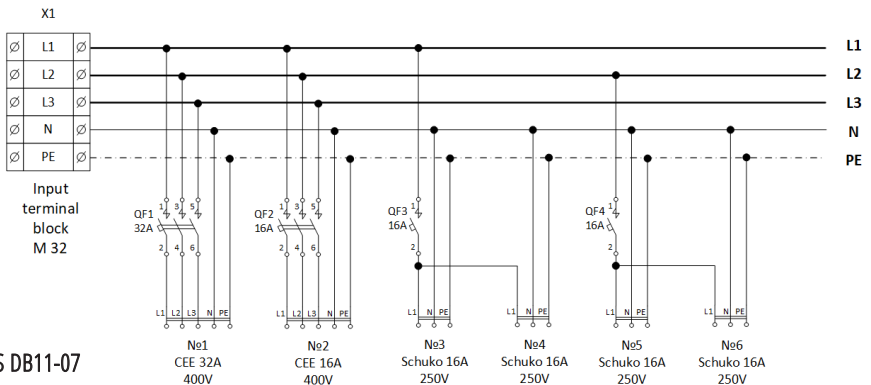 X1
L1
L1
L2
L2
L3
L3
N
N
PE
PE
Input
terminal
block
M 32
QF1
32A
1 3 5
2 4 6
QF2
16A
1 3 5
2 4 6
QF3
16A
1
2
QF4
16A
1
2
L1 L2 L3 N PE
L1 L2 L3 N PE
L1 N PE
L1 N PE
L1 N PE
L1 N PE
№1
CEE 32A
400V
№2
CEE 16A
400V
№3
Schuko 16A
250V
№4
Schuko 16A
250V
№5
Schuko 16A
250V
№6
Schuko 16A
250V
S DB11-07